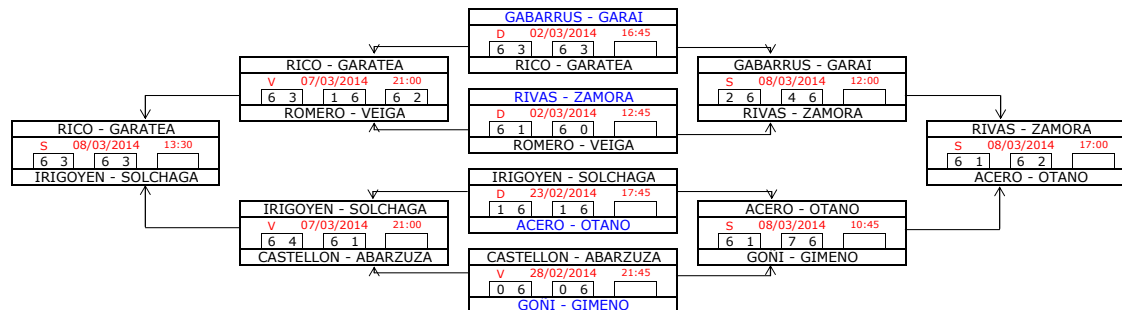 GABARRUS - GARAI
D 02/03/2014 16:45
6 3 6 3
RICO - GARATEA
RICO - GARATEA
V 07/03/2014 21:00
6 3 1 6 6 2
ROMERO - VEIGA
GABARRUS - GARAI
S 08/03/2014 12:00
2 6 4 6
RIVAS - ZAMORA
RIVAS - ZAMORA
D 02/03/2014 12:45
6 1 6 0
ROMERO - VEIGA
RICO - GARATEA
S 08/03/2014 13:30
6 3 6 3
IRIGOYEN - SOLCHAGA
RIVAS - ZAMORA
S 08/03/2014 17:00
6 1 6 2
ACERO - OTANO
IRIGOYEN - SOLCHAGA
D 23/02/2014 17:45
1 6 1 6
ACERO - OTANO
IRIGOYEN - SOLCHAGA
V 07/03/2014 21:00
6 4 6 1
CASTELLON - ABARZUZA
ACERO - OTANO
S 08/03/2014 10:45
6 1 7 6
GOÑI - GIMENO
CASTELLON - ABARZUZA
V 28/02/2014 21:45
0 6 0 6
GOÑI - GIMENO